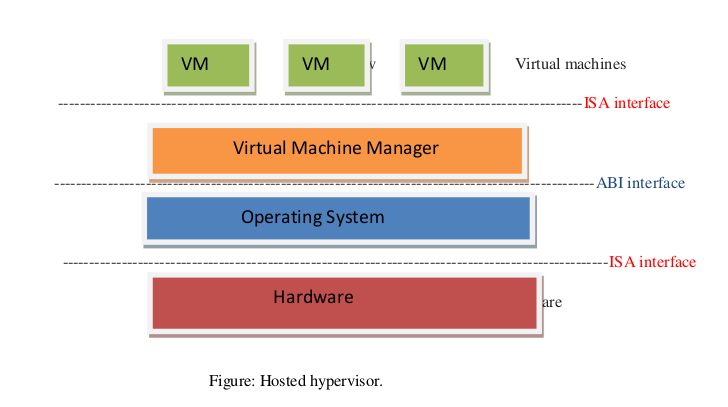 VM VM v VM Virtual machines
ISA interface
Virtual Machine Manager
ABI interface
Operating System
ISA interface
Hardware are
Figure: Hosted hypervisor.